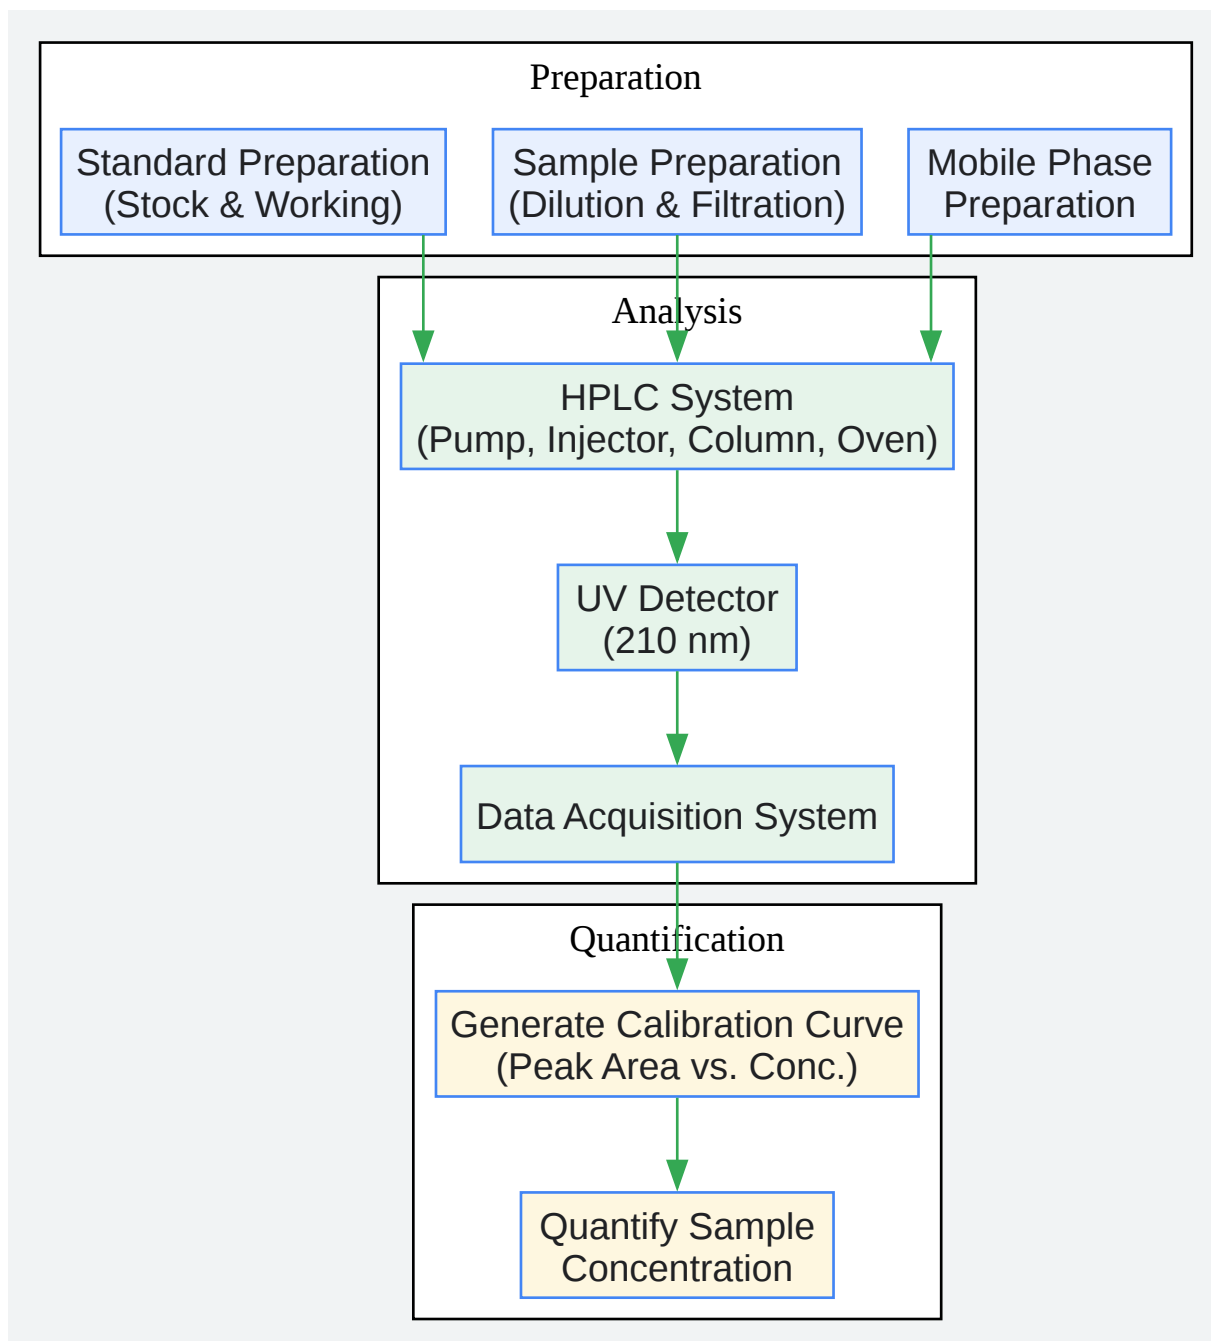 Preparation
Standard Preparation
(Stock & Working)
Sample Preparation
(Dilution & Filtration)
Mobile Phase
Preparation
Analysis
HPLC System
(Pump, Injector, Column, Oven)
UV Detector
(210 nm)
Data Acquisition System
Quantification
Generate Calibration Curve
(Peak Area vs. Conc.)
Quantify Sample
Concentration